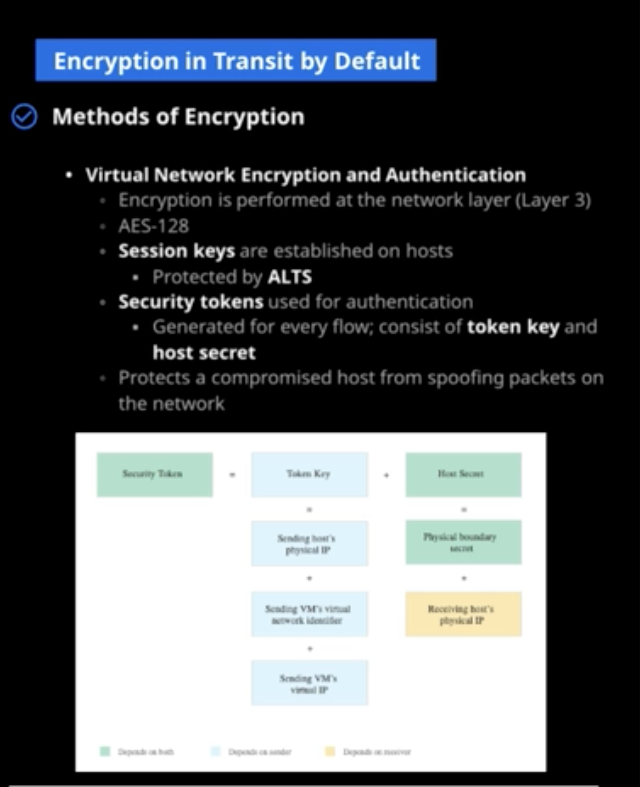 Encryption in Transit by Default
Methods of Encryption
• Virtual Network Encryption and Authentication
◦ Encryption is performed at the network layer (Layer 3)
◦ AES-128
◦ Session keys are established on hosts
▪ Protected by ALTS
◦ Security tokens used for authentication
▪ Generated for every flow; consist of token key and
host secret
◦ Protects a compromised host from spoofing packets on
the network
Security Token = Token Key + Host Secret
= =
Sending host's
physical IP
Physical boundary
secret
+ +
Sending VM's virtual
network identifier
Receiving host's
physical IP
+
Sending VM's
virtual IP
Depends on both Depends on sender Depends on receiver